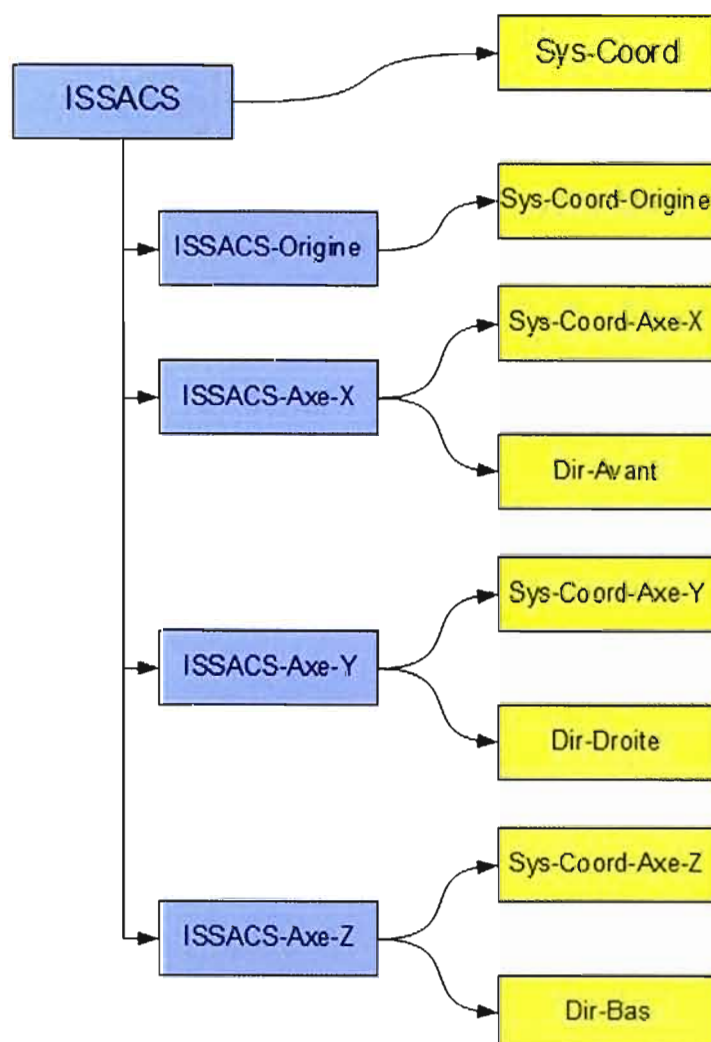 Sys-Coord
ISSACS
Sys-Coord-Origine
ISSACS-Origine
Sys-Coord-Axe-X
ISSACS-Axe-X
Dir-Avant
Sys-Coord-Axe-Y
ISSACS-Axe-Y
Dir-Droite
Sys-Coord-Axe-Z
ISSACS-Axe-Z
Dir-Bas